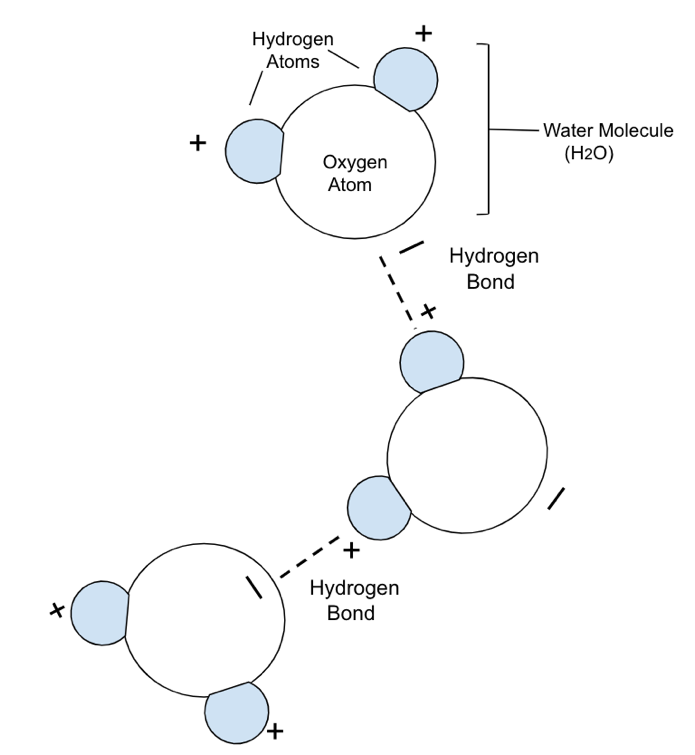 +
Hydrogen
Atoms
+
Oxygen
Atom
Water Molecule
(H2O)
−
Hydrogen
Bond
+
−
+
Hydrogen
Bond
−
+
+